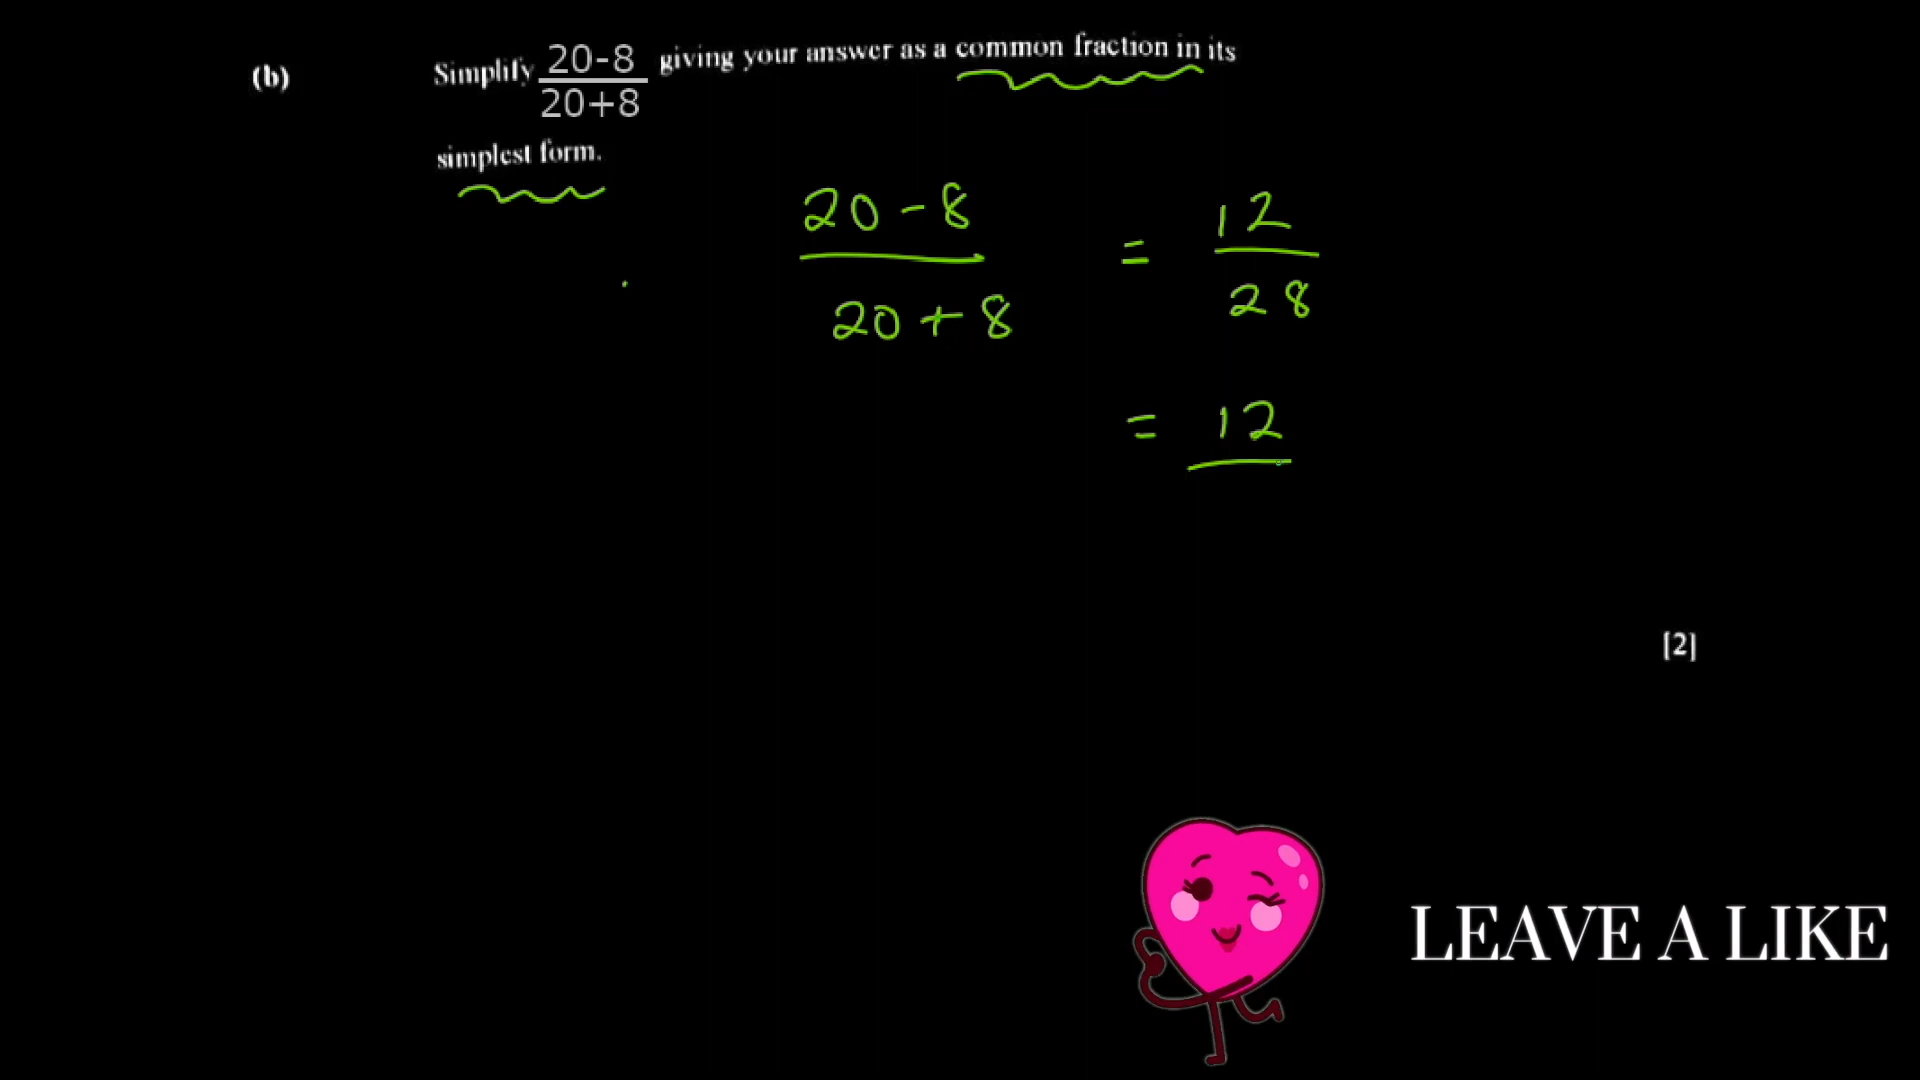 (b) Simplify 20-8 giving your answer as a common fraction in its
20+8
simplest form.
20 - 8 = 12
20 + 8 28
= 12
[2]
LEAVE A LIKE